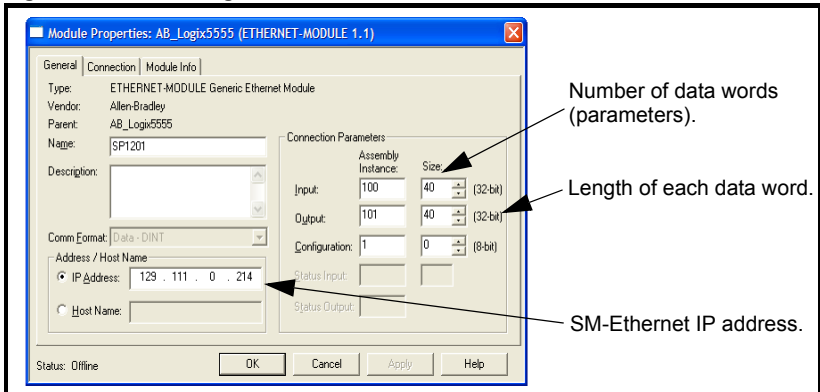 Module Properties: AB_Logix5555 (ETHERNET-MODULE 1.1)
General Connection Module Info
Type: ETHERNET-MODULE Generic Ethernet Module
Vendor: Allen-Bradley
Parent: AB_Logix5555
Name: SP1201
Description:
Comm Format: Data - DINT
Address / Host Name
IP Address: 129 . 111 . 0 . 214
Host Name:
Connection Parameters
Assembly
Instance: Size:
Input: 100 40 (32-bit)
Output: 101 40 (32-bit)
Configuration: 1 0 (8-bit)
Status Input:
Status Output:
Status: Offline
OK Cancel Apply Help
Number of data words
(parameters).
Length of each data word.
SM-Ethernet IP address.